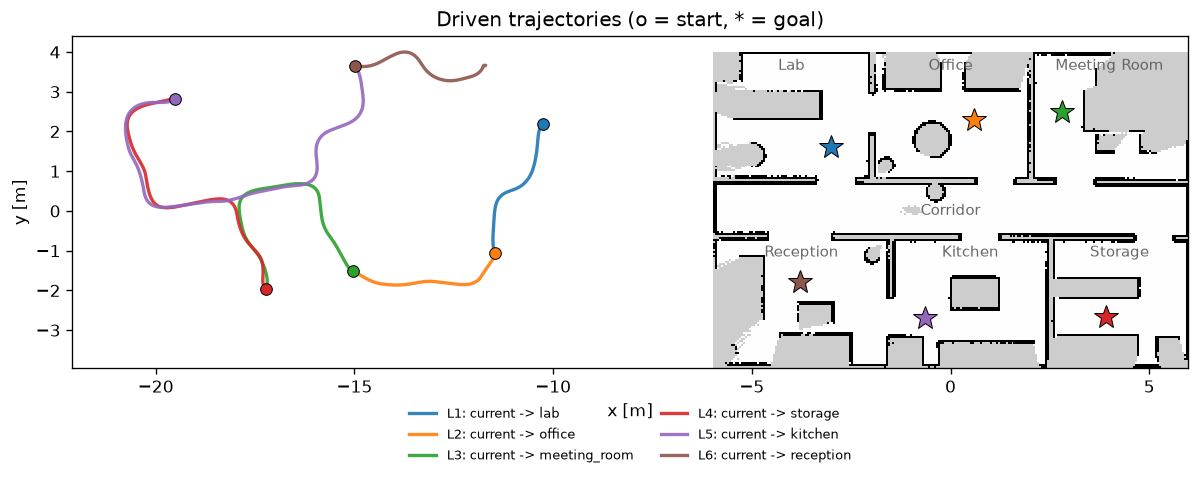 Driven trajectories (o = start, * = goal)
y [m]
4
3
2
1
0
−1
−2
−3
Lab
Office
Meeting Room
Corridor
Reception
Kitchen
Storage
−20
−15
−10
−5
0
5
x [m]
L1: current -> lab
L2: current -> office
L3: current -> meeting_room
L4: current -> storage
L5: current -> kitchen
L6: current -> reception